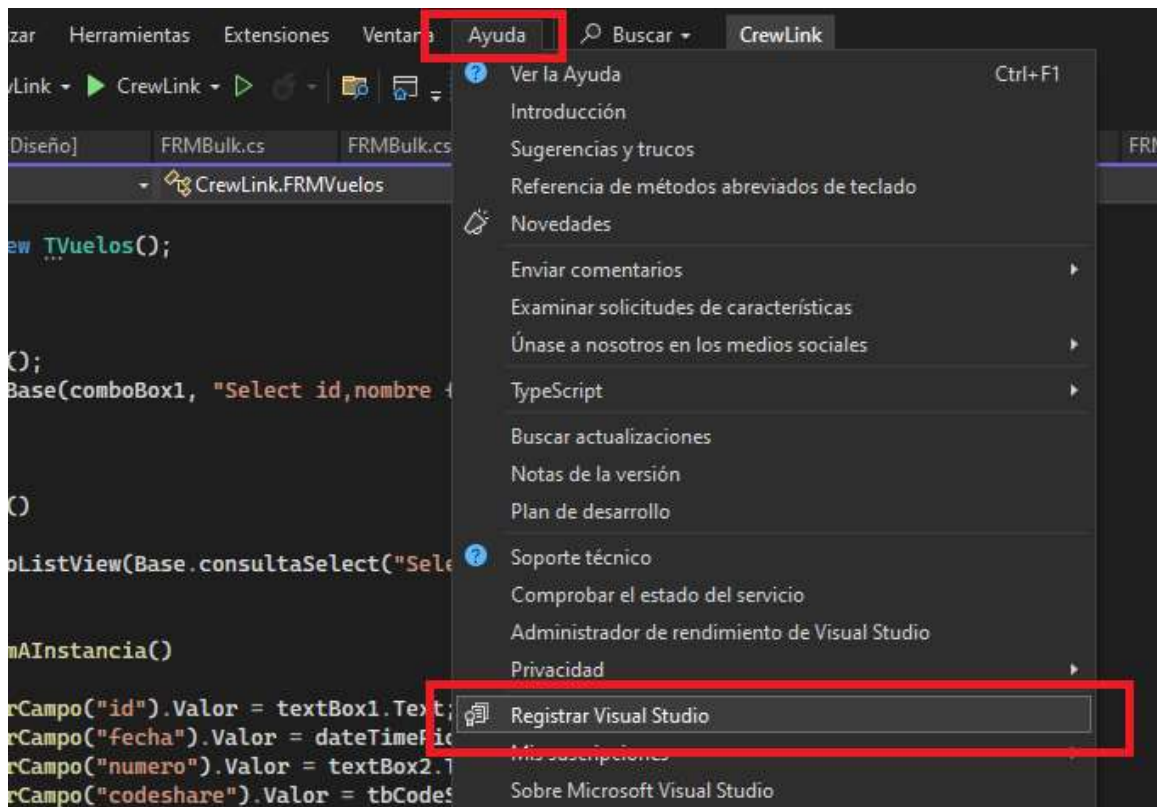 zar Herramientas Extensiones Ventana Ayuda Buscar CrewLink
Link CrewLink
Diseño] FRMBulk.cs FRMBulk.cs FRM
CrewLink.FRMVuelos
Ver la Ayuda Ctrl+F1
Introducción
Sugerencias y trucos
Referencia de métodos abreviados de teclado
Novedades
Enviar comentarios
Examinar solicitudes de características
Únase a nosotros en los medios sociales
TypeScript
Buscar actualizaciones
Notas de la versión
Plan de desarrollo
Soporte técnico
Comprobar el estado del servicio
Administrador de rendimiento de Visual Studio
Privacidad
Registrar Visual Studio
Mis suscripciones
Sobre Microsoft Visual Studio
ew TVuelos();
();
Base(comboBox1, "Select id,nombre
()
oListView(Base.consultaSelect("Sele
mAInstancia()
rCampo("id").Valor = textBox1.Text;
rCampo("fecha").Valor = dateTimePic
rCampo("numero").Valor = textBox2.T
rCampo("codeshare").Valor = tbCodeS